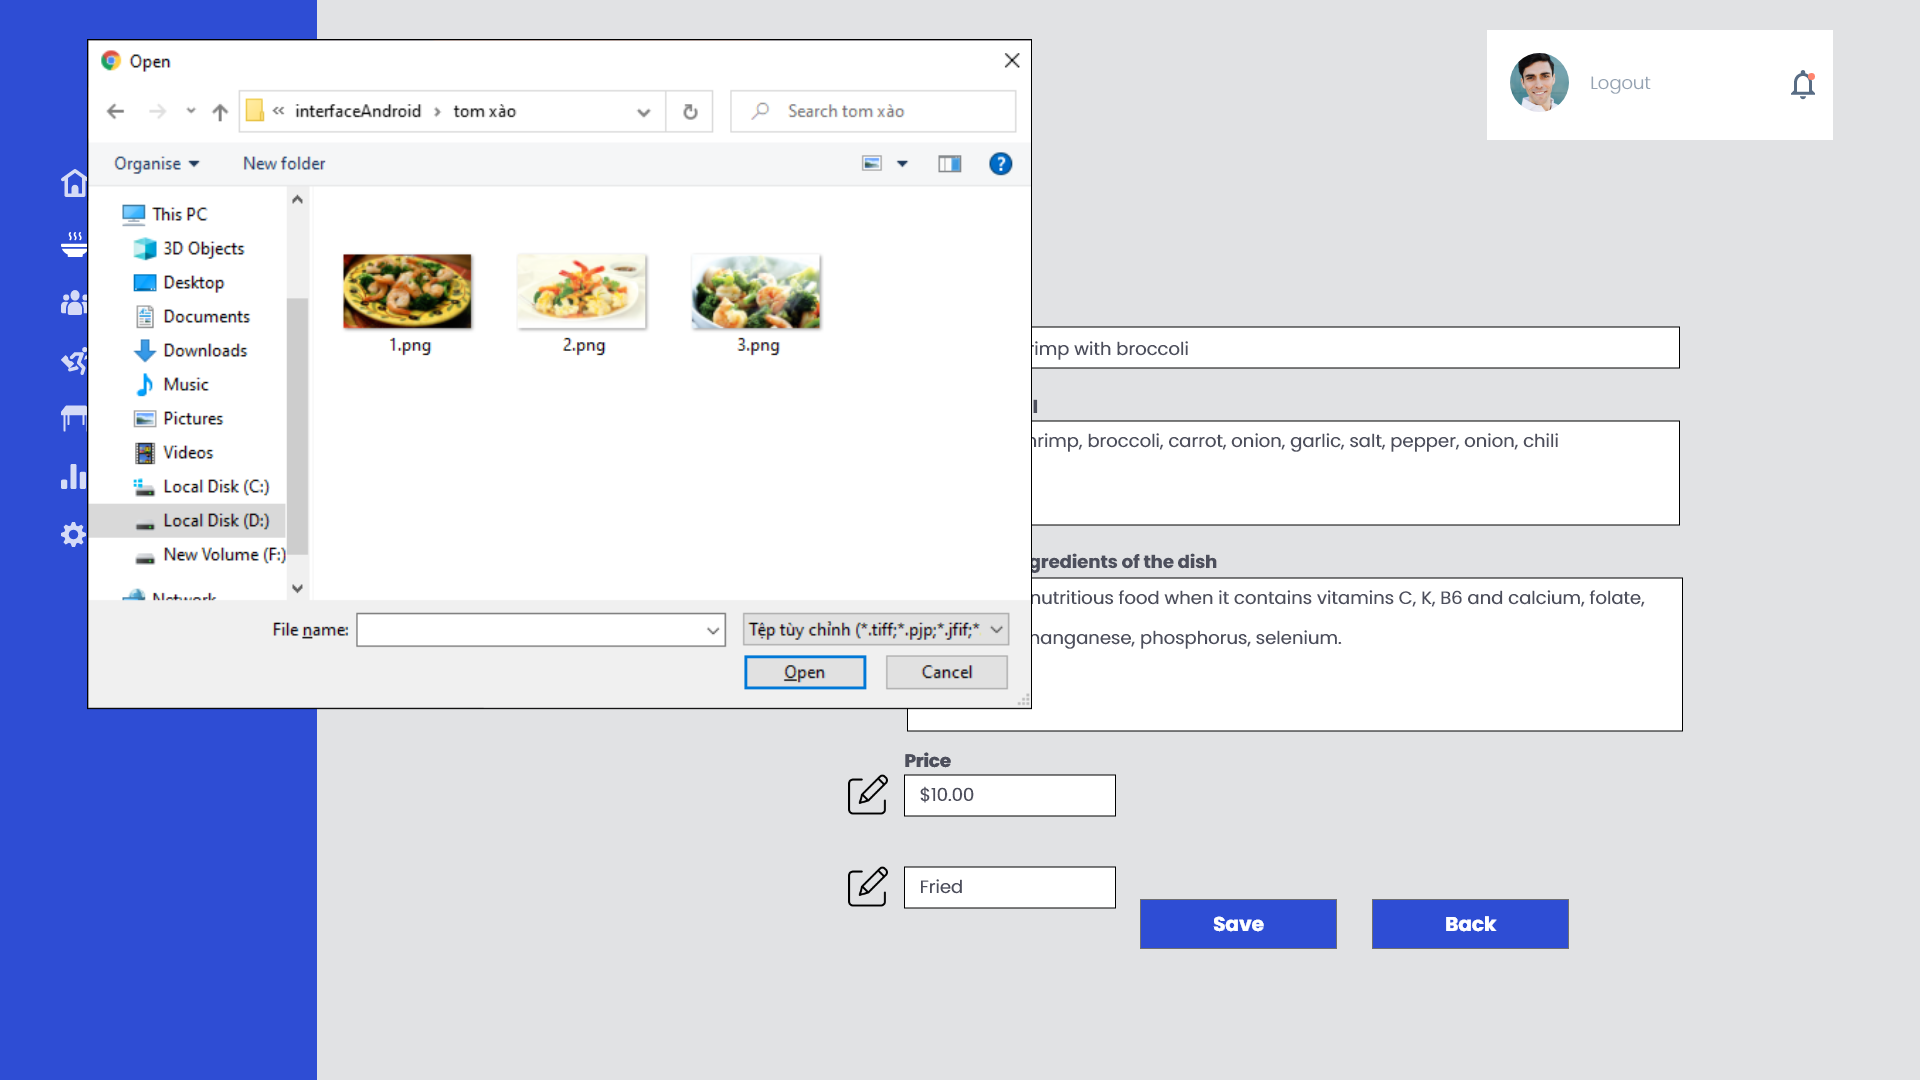 Open
« interfaceAndroid › tom xào
Search tom xào
Organise
New folder
?
This PC
3D Objects
Desktop
Documents
Downloads
Music
Pictures
Videos
Local Disk (C:)
Local Disk (D:)
New Volume (F:)
Network
1.png
2.png
3.png
File name:
Tệp tùy chỉnh (*.tiff;*.pjp;*.jfif;*
Open
Cancel
Logout
rimp with broccoli
l
hrimp, broccoli, carrot, onion, garlic, salt, pepper, onion, chili
gredients of the dish
nutritious food when it contains vitamins C, K, B6 and calcium, folate,
manganese, phosphorus, selenium.
Price
$10.00
Fried
Save
Back